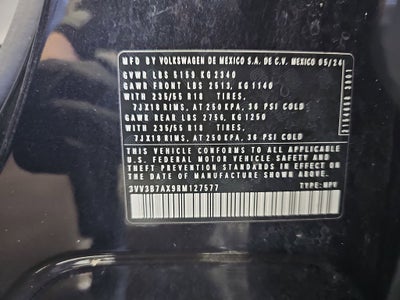 MFD BY VOLKSWAGEN DE MEXICO S.A. DE C.V. MEXICO 05/24
GVWR LBS 5159 KG 2340
GAWR FRONT LBS 2513, KG 1140
WITH 235/55 R18 TIRES,
7JX18 RIMS, AT 250 KPA, 36 PSI COLD
GAWR REAR LBS 2756, KG 1250
WITH 235/55 R18 TIRES,
7JX18 RIMS, AT 250 KPA, 36 PSI COLD
THIS VEHICLE CONFORMS TO ALL APPLICABLE
U.S. FEDERAL MOTOR VEHICLE SAFETY AND
THEFT PREVENTION STANDARDS IN EFFECT ON
THE DATE OF MANUFACTURE SHOWN ABOVE.
3VV3B7AX9RM127577 TYPE: MPV